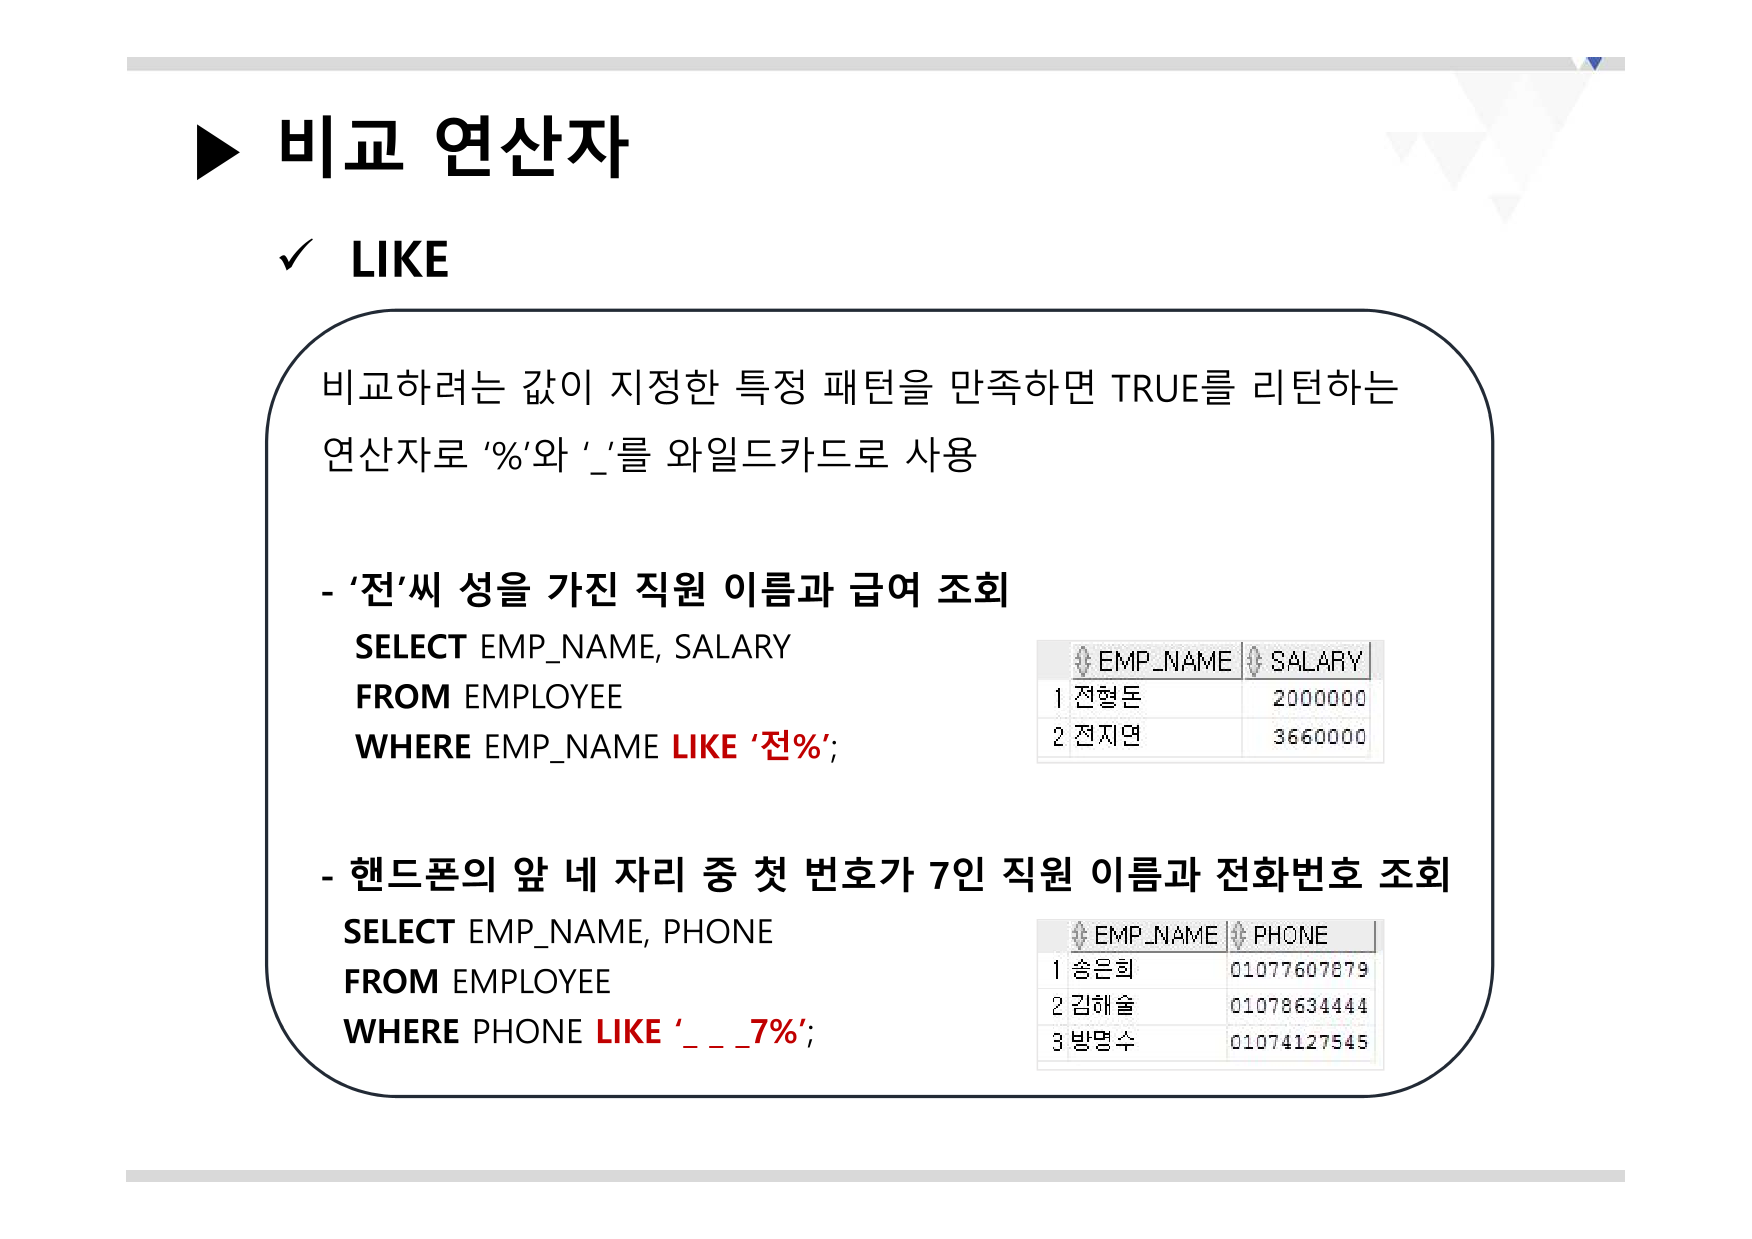 ▶ 비교 연산자
✓ LIKE
비교하려는 값이 지정한 특정 패턴을 만족하면 TRUE를 리턴하는
연산자로 ‘%’와 ‘_’를 와일드카드로 사용
- ‘전’씨 성을 가진 직원 이름과 급여 조회
SELECT EMP_NAME, SALARY
FROM EMPLOYEE
WHERE EMP_NAME LIKE ‘전%’;
EMP_NAME SALARY
1 전형돈 2000000
2 전지연 3660000
- 핸드폰의 앞 네 자리 중 첫 번호가 7인 직원 이름과 전화번호 조회
SELECT EMP_NAME, PHONE
FROM EMPLOYEE
WHERE PHONE LIKE ‘_ _ _7%’;
EMP_NAME PHONE
1 송은희 01077607879
2 김해술 01078634444
3 방명수 01074127545